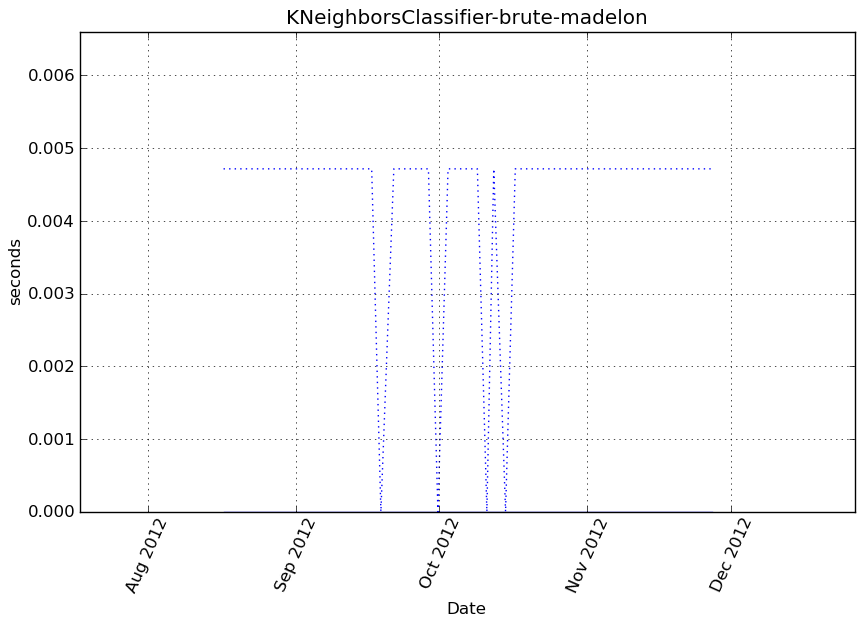 KNeighborsClassifier-brute-madelon
0.006
0.005
0.004
0.003
0.002
0.001
0.000
seconds
Aug 2012
Sep 2012
Oct 2012
Nov 2012
Dec 2012
Date